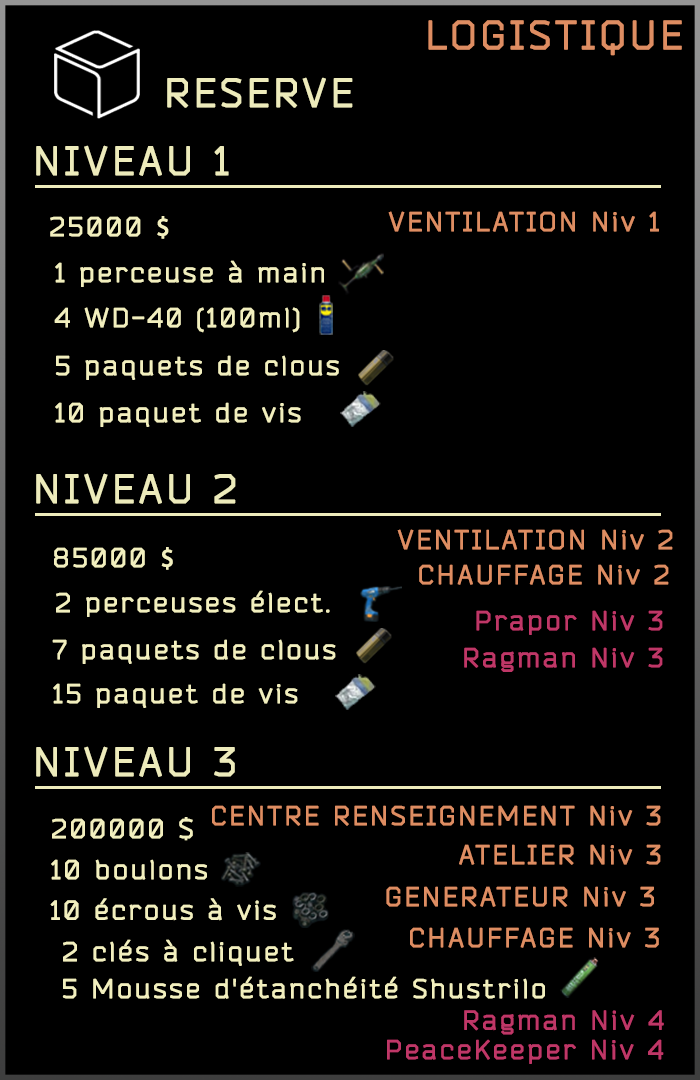 LOGISTIQUE
RESERVE
NIVEAU 1
25000 $ VENTILATION Niv 1
1 perceuse à main
4 WD-40 (100ml)
5 paquets de clous
10 paquet de vis
NIVEAU 2
VENTILATION Niv 2
85000 $
CHAUFFAGE Niv 2
2 perceuses élect.
Prapor Niv 3
7 paquets de clous
Ragman Niv 3
15 paquet de vis
NIVEAU 3
200000 $ CENTRE RENSEIGNEMENT Niv 3
10 boulons ATELIER Niv 3
10 écrous à vis GENERATEUR Niv 3
2 clés à cliquet CHAUFFAGE Niv 3
5 Mousse d'étanchéité Shustrilo
Ragman Niv 4
PeaceKeeper Niv 4